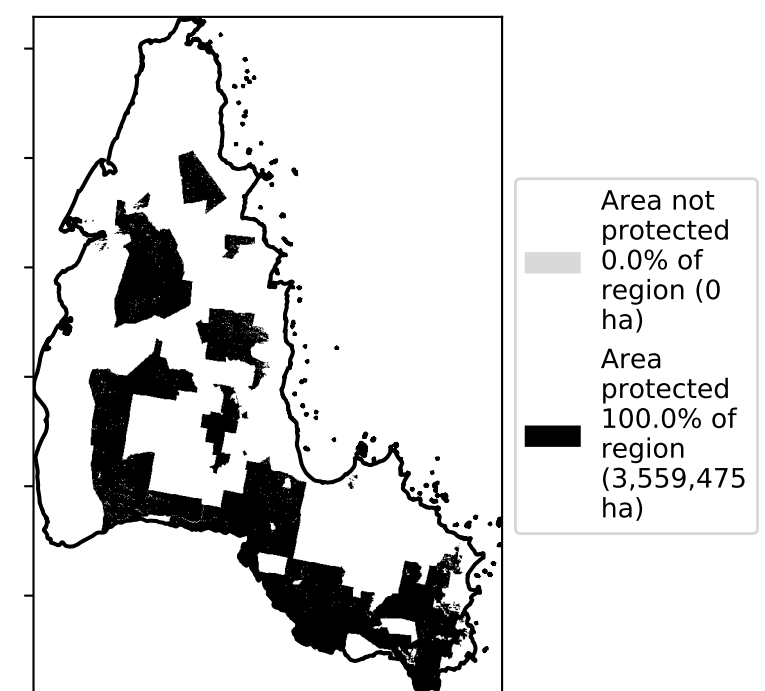 Area not
protected
0.0% of
region (0
ha)
Area
protected
100.0% of
region
(3,559,475
ha)